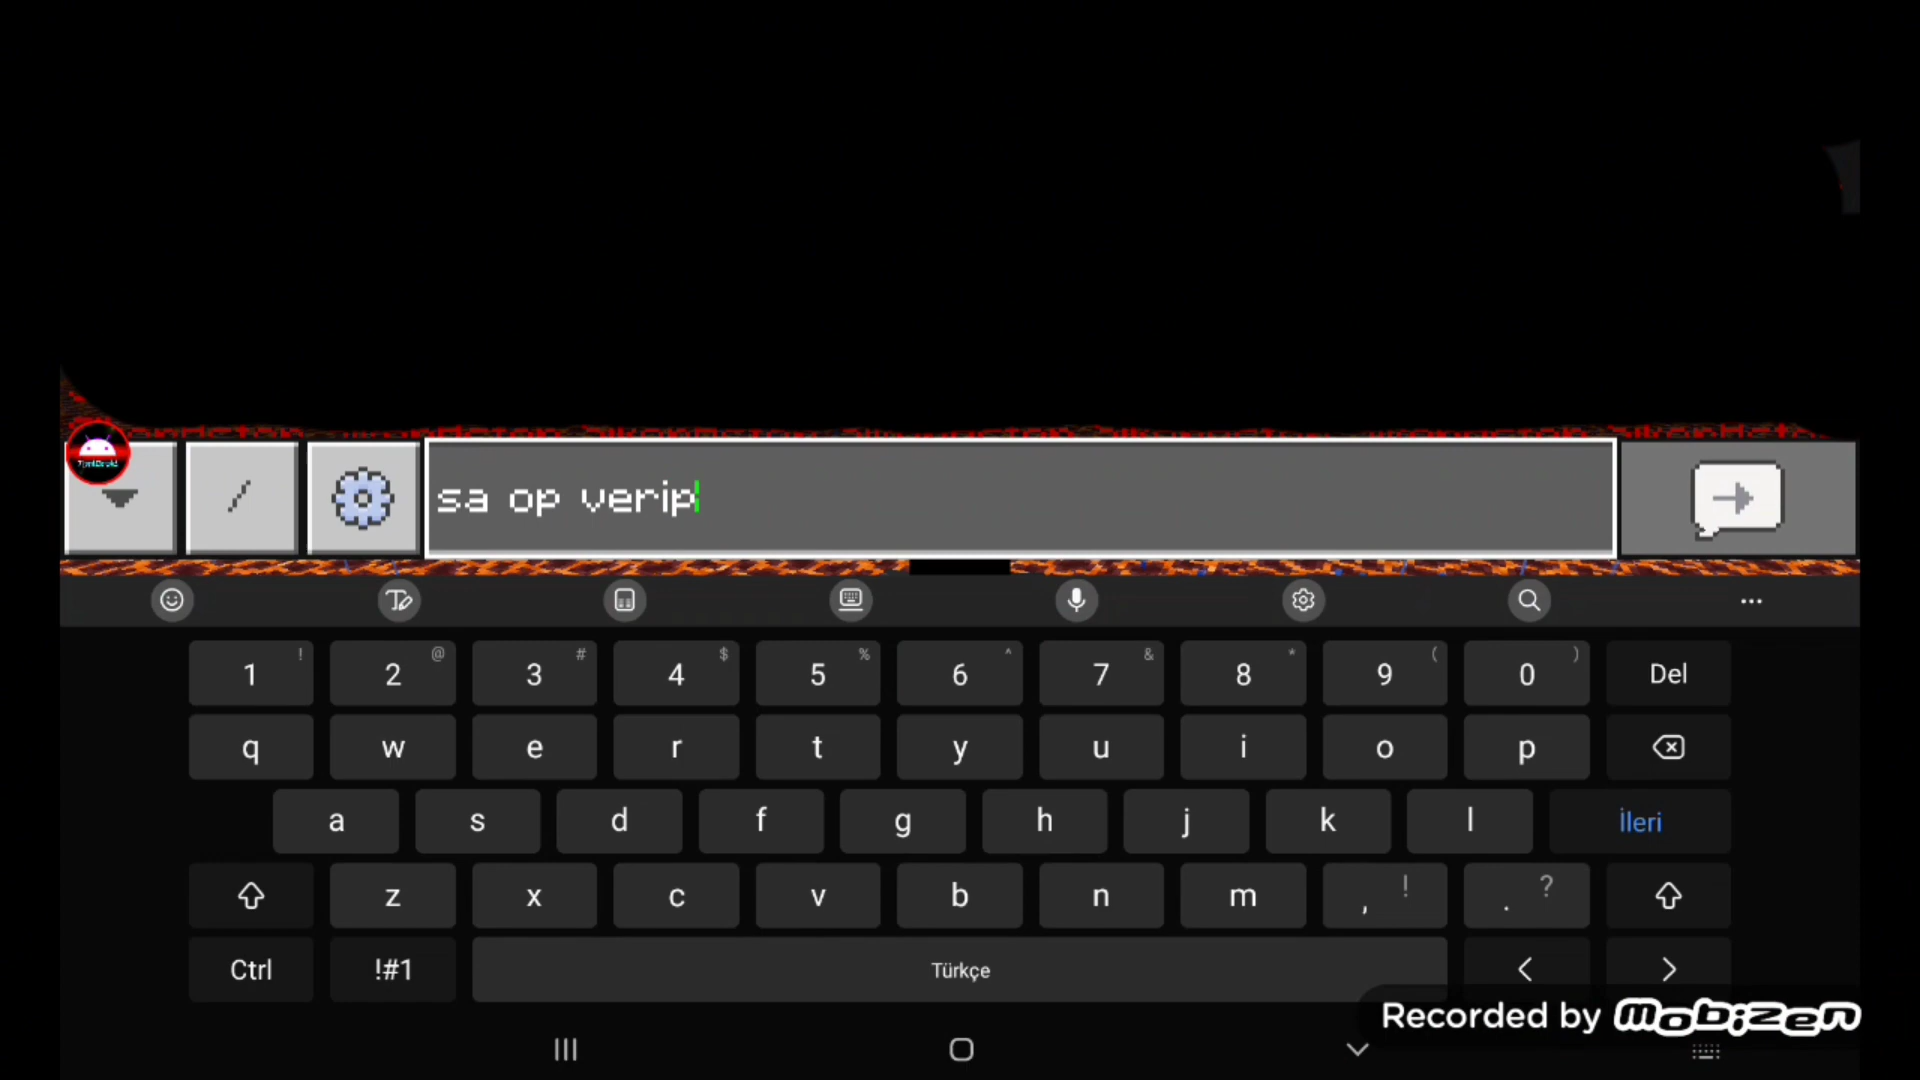 sa op verip
1 ! 2 @ 3 # 4 $ 5 % 6 ^ 7 & 8 * 9 ( 0 ) Del
q w e r t y u i o p
a s d f g h j k l İleri
z x c v b n m , ! . ?
Ctrl !#1 Türkçe < >
Recorded by mobizen